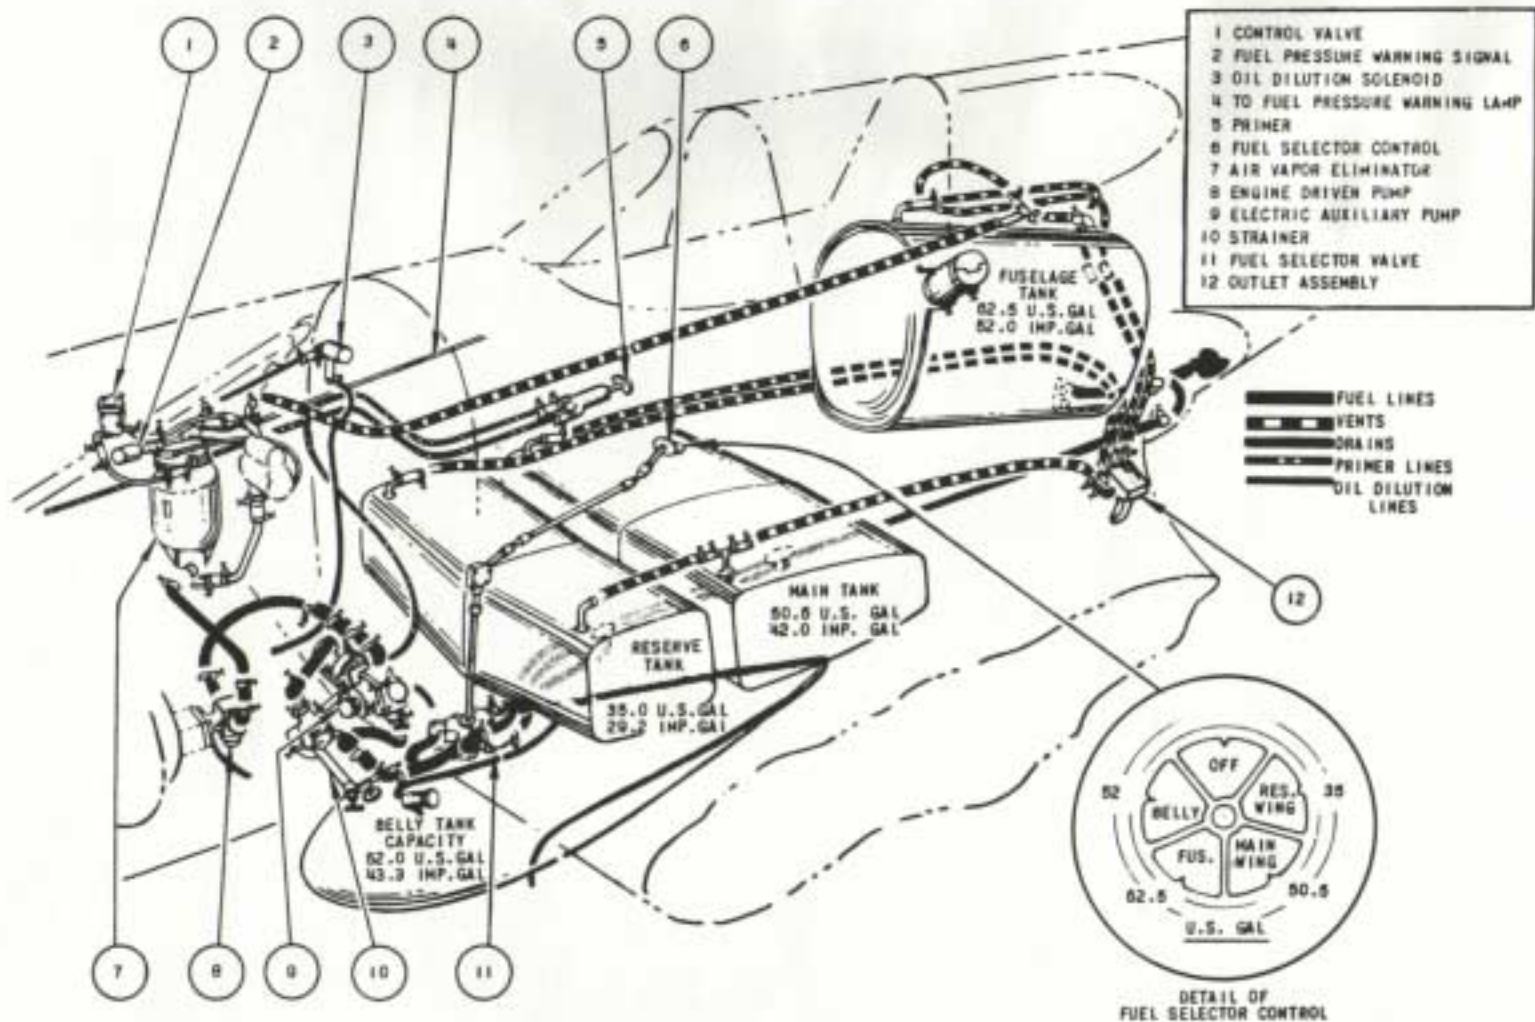 1
2
3
4
5
6
1 CONTROL VALVE
2 FUEL PRESSURE WARNING SIGNAL
3 OIL DILUTION SOLENOID
4 TO FUEL PRESSURE WARNING LAMP
5 PRIMER
6 FUEL SELECTOR CONTROL
7 AIR VAPOR ELIMINATOR
8 ENGINE DRIVEN PUMP
9 ELECTRIC AUXILIARY PUMP
10 STRAINER
11 FUEL SELECTOR VALVE
12 OUTLET ASSEMBLY
FUSELAGE
TANK
62.5 U.S.GAL
52.0 IMP.GAL
FUEL LINES
VENTS
DRAINS
PRIMER LINES
OIL DILUTION
LINES
MAIN TANK
50.5 U.S. GAL
42.0 IMP. GAL
RESERVE
TANK
35.0 U.S.GAL
29.2 IMP.GAL
12
BELLY TANK
CAPACITY
52.0 U.S.GAL
43.3 IMP.GAL
OFF
52
BELLY
RES.
WING
35
FUS.
MAIN
WING
62.5
50.5
U.S. GAL
7
8
9
10
11
DETAIL OF
FUEL SELECTOR CONTROL